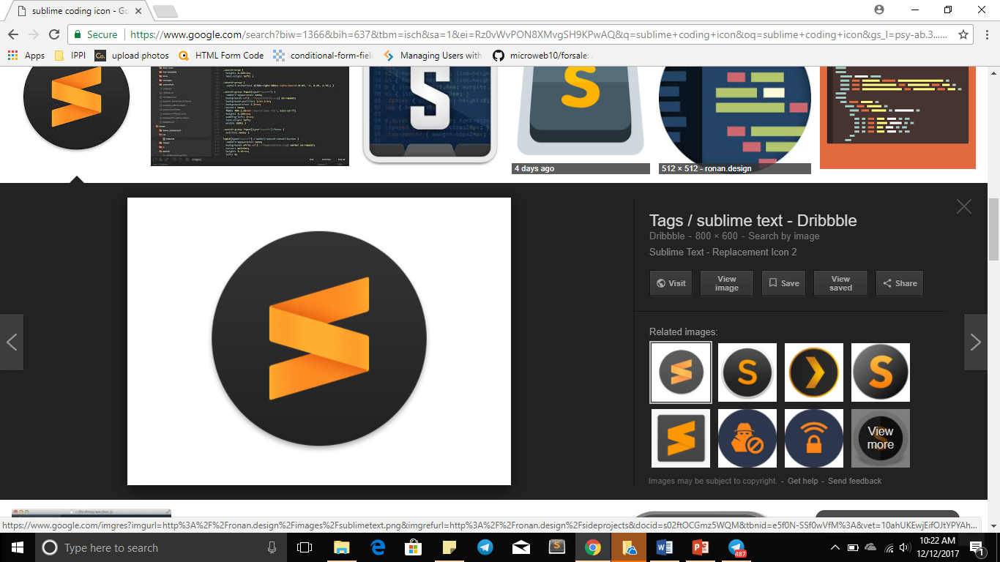 sublime coding icon - Go
Secure
https://www.google.com/search?biw=1366&bih=637&tbm=isch&sa=1&ei=Rz0vWvPON8XMvgSH9KPwAQ&q=sublime+coding+icon&oq=sublime+coding+icon&gs_l=psy-ab.3......
Apps IPPI Co. upload photos HTML Form Code conditional-form-fiel Managing Users with microweb10/forsale:
S S
4 days ago 512 × 512 - ronan.design
Tags / sublime text - Dribbble
Dribbble - 800 × 600 - Search by image
Sublime Text - Replacement Icon 2
Visit View image Save View saved Share
Related images:
S S
View more
Images may be subject to copyright. - Get help - Send feedback
https://www.google.com/imgres?imgurl=http%3A%2F%2Fronan.design%2Fimages%2Fsublimetext.png&imgrefurl=http%3A%2F%2Fronan.design%2Fsideprojects&docid=s02ftOCGmz5WQM&tbnid=e5f0N-SSf0wVfM%3A&vet=10ahUKEwjEifOJtYPYAh...
Type here to search
487
10:22 AM
12/12/2017
1